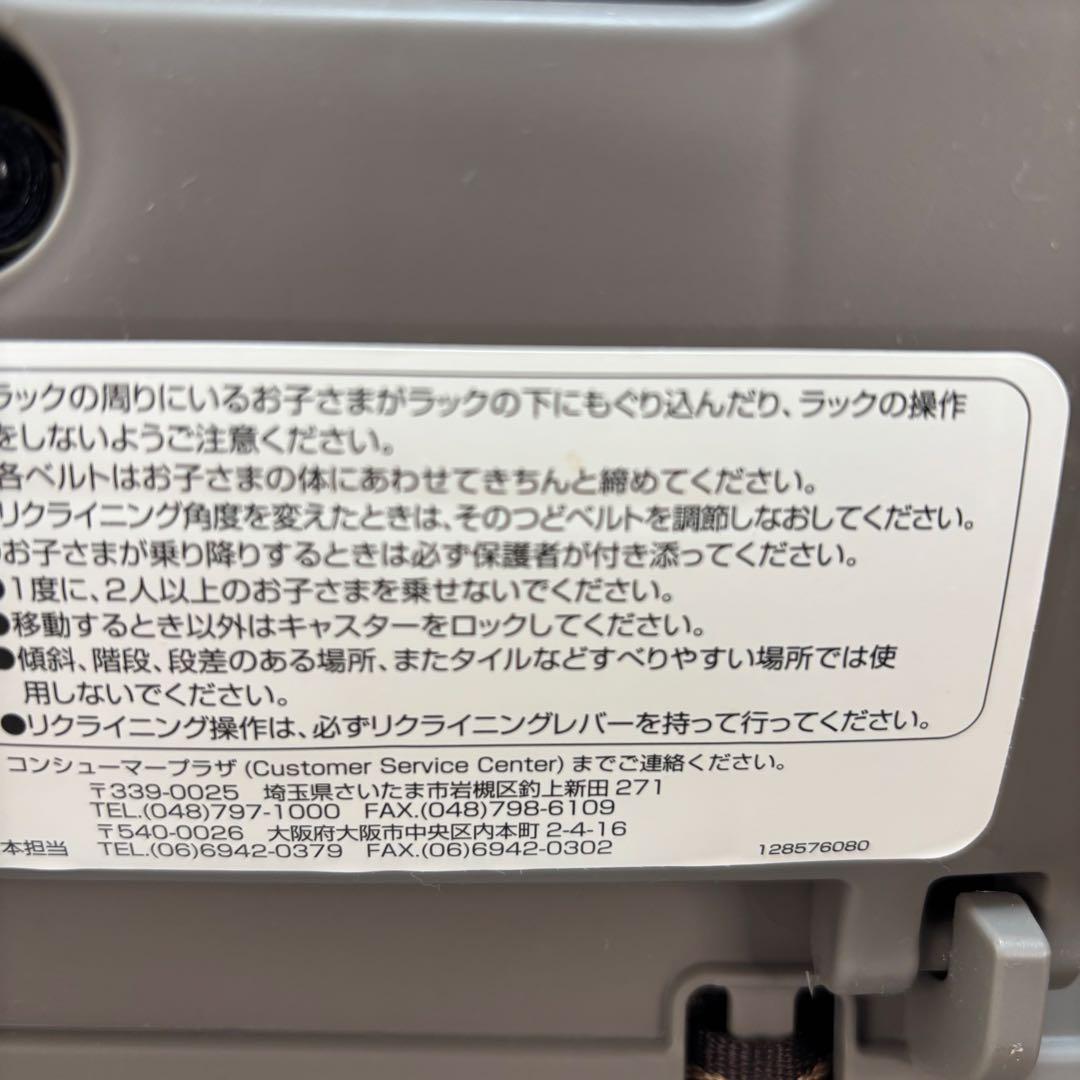 ラックの周りにいるお子さまがラックの下にもぐり込んだり、ラックの操作
をしないようご注意ください。
各ベルトはお子さまの体にあわせてきちんと締めてください。
リクライニング角度を変えたときは、そのつどベルトを調節しなおしてください。
●お子さまが乗り降りするときは必ず保護者が付き添ってください。
●1度に、2人以上のお子さまを乗せないでください。
●移動するとき以外はキャスターをロックしてください。
●傾斜、階段、段差のある場所、またタイルなどすべりやすい場所では使
用しないでください。
●リクライニング操作は、必ずリクライニングレバーを持って行ってください。
コンシューマープラザ (Customer Service Center) までご連絡ください。
〒339-0025 埼玉県さいたま市岩槻区釣上新田 271
TEL.(048)797-1000 FAX.(048)798-6109
〒540-0026 大阪府大阪市中央区内本町 2-4-16
本担当 TEL.(06)6942-0379 FAX.(06)6942-0302
128576080